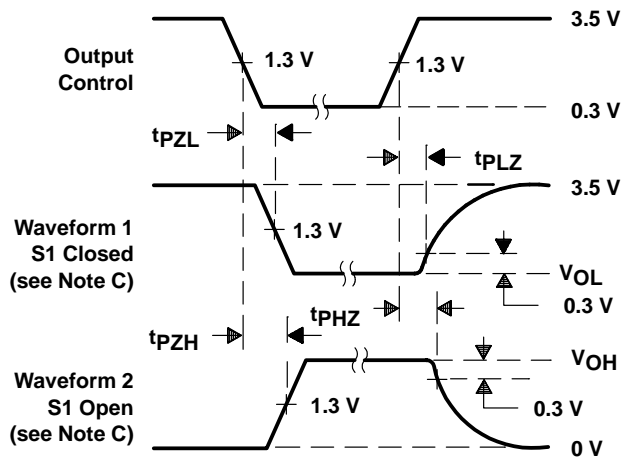 3.5 V
Output
Control
1.3 V
1.3 V
0.3 V
tPZL
tPLZ
3.5 V
Waveform 1
S1 Closed
(see Note C)
1.3 V
VOL
0.3 V
tPZH
tPHZ
VOH
Waveform 2
S1 Open
(see Note C)
1.3 V
0.3 V
0 V